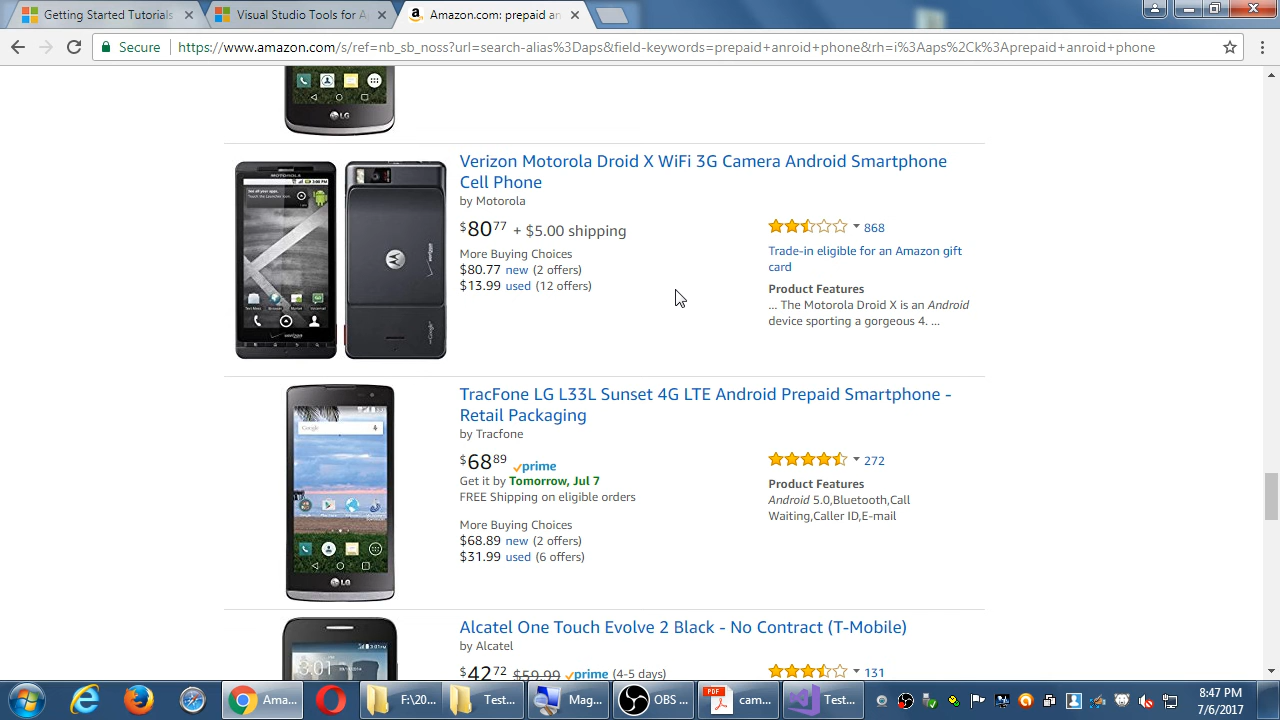 Getting Started Tutorials
Visual Studio Tools for A
Amazon.com: prepaid an
Secure
https://www.amazon.com/s/ref=nb_sb_noss?url=search-alias%3Daps&field-keywords=prepaid+anroid+phone&rh=i%3Aaps%2Ck%3Aprepaid+anroid+phone
LG
Verizon Motorola Droid X WiFi 3G Camera Android Smartphone
Cell Phone
by Motorola
$80.77 + $5.00 shipping
868
More Buying Choices
$80.77 new (2 offers)
$13.99 used (12 offers)
Trade-in eligible for an Amazon gift
card
Product Features
... The Motorola Droid X is an Android
device sporting a gorgeous 4. ...
MOTOROLA
TracFone LG L33L Sunset 4G LTE Android Prepaid Smartphone -
Retail Packaging
by Tracfone
$68.89 prime
272
Get it by Tomorrow, Jul 7
FREE Shipping on eligible orders
More Buying Choices
$68.89 new (2 offers)
$31.99 used (6 offers)
Product Features
Android 5.0,Bluetooth,Call
Waiting,Caller ID,E-mail
Google
LG
Alcatel One Touch Evolve 2 Black - No Contract (T-Mobile)
by Alcatel
$42.72 $59.99 prime (4-5 days)
131
3:01
Ama...
F:\20...
Test...
Mag...
OBS ...
PDF
cam...
Test...
8:47 PM
7/6/2017